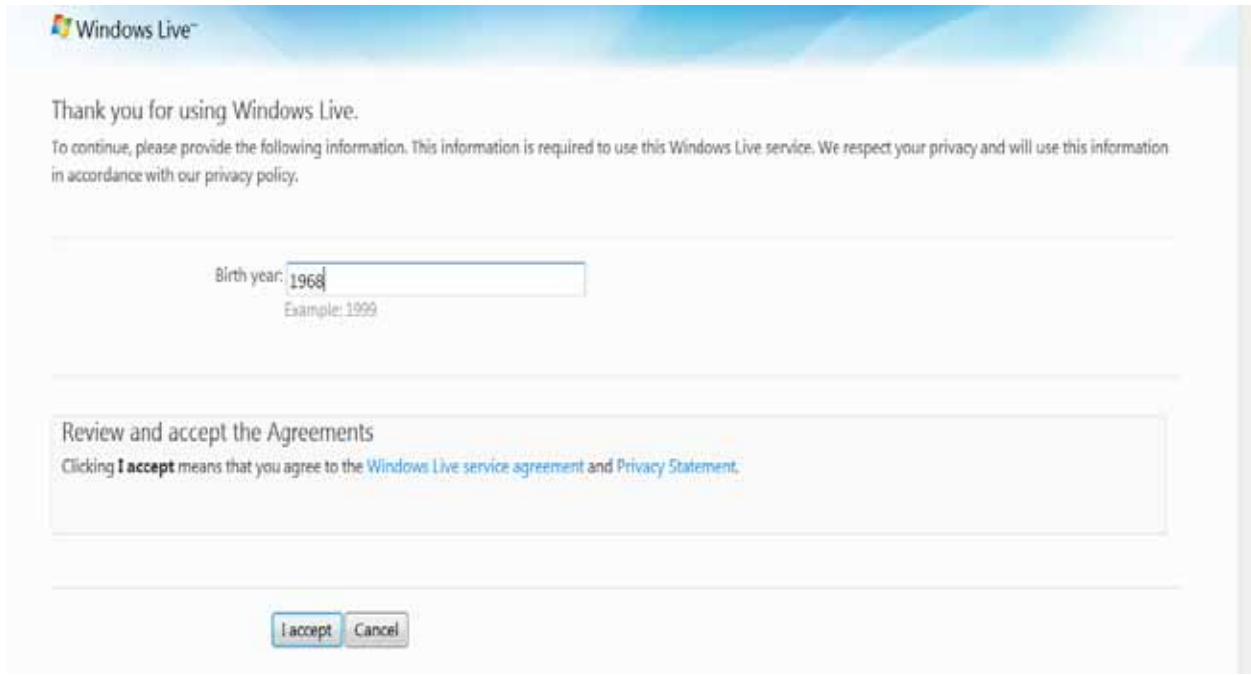 Windows Live™
Thank you for using Windows Live.
To continue, please provide the following information. This information is required to use this Windows Live service. We respect your privacy and will use this information
in accordance with our privacy policy.
Birth year: 1968
Example: 1999
Review and accept the Agreements
Clicking I accept means that you agree to the Windows Live service agreement and Privacy Statement.
I accept Cancel